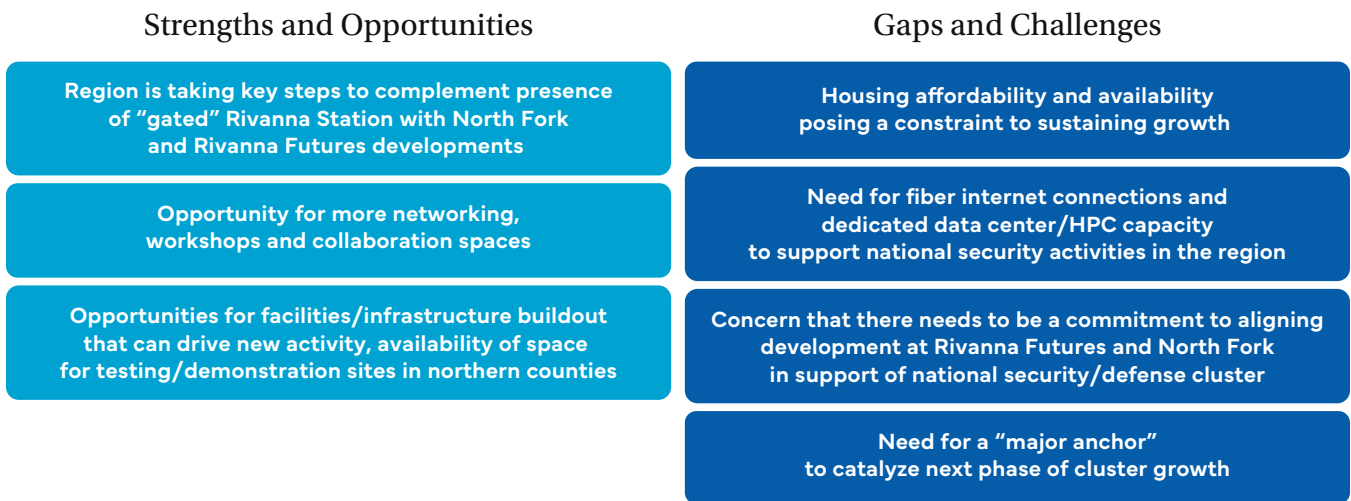 Strengths and Opportunities
Region is taking key steps to complement presence
of “gated” Rivanna Station with North Fork
and Rivanna Futures developments
Opportunity for more networking,
workshops and collaboration spaces
Opportunities for facilities/infrastructure buildout
that can drive new activity, availability of space
for testing/demonstration sites in northern counties
Gaps and Challenges
Housing affordability and availability
posing a constraint to sustaining growth
Need for fiber internet connections and
dedicated data center/HPC capacity
to support national security activities in the region
Concern that there needs to be a commitment to aligning
development at Rivanna Futures and North Fork
in support of national security/defense cluster
Need for a “major anchor”
to catalyze next phase of cluster growth